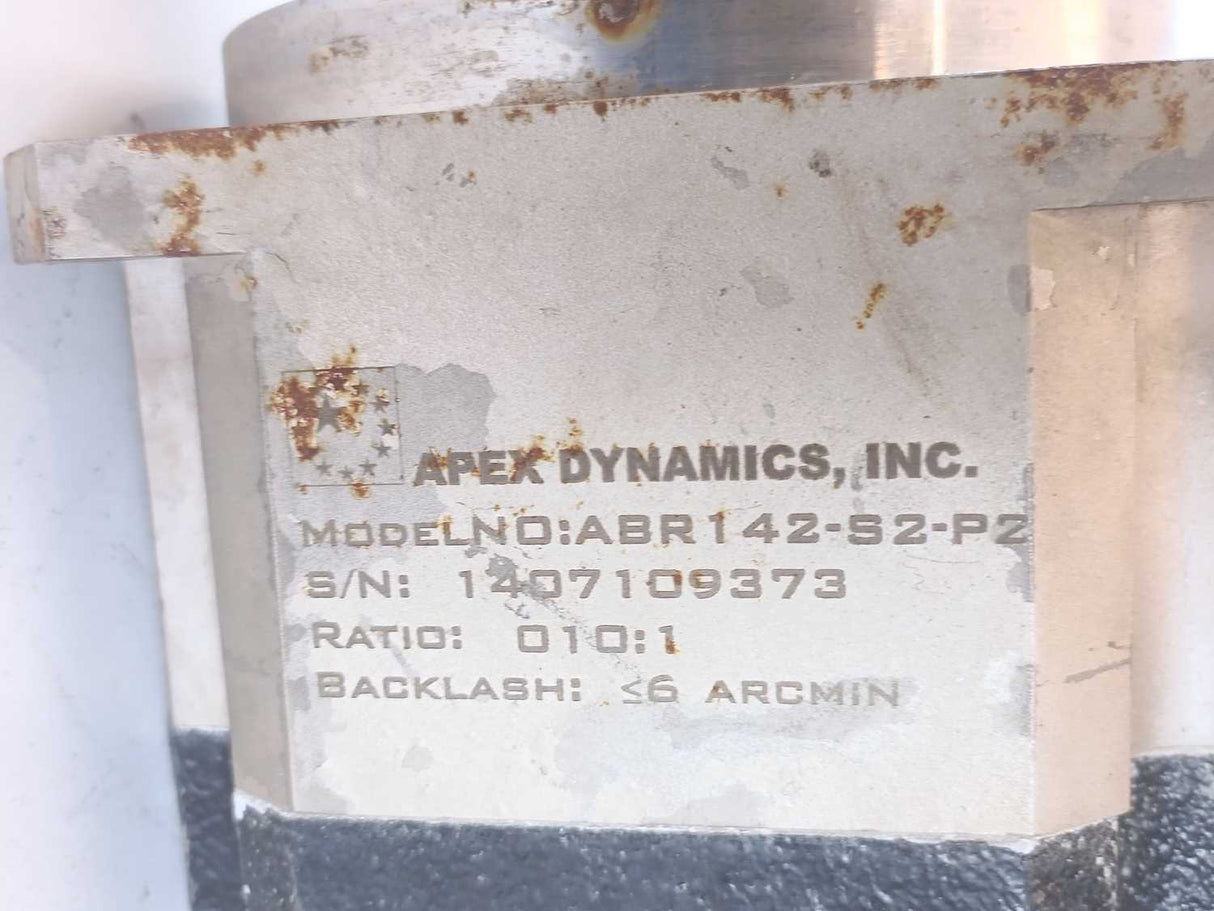 APEX DYNAMICS, INC.
MODELNO:ABR142-S2-P2
S/N: 1407109373
RATIO: 010:1
BACKLASH: ≤6 ARCMIN